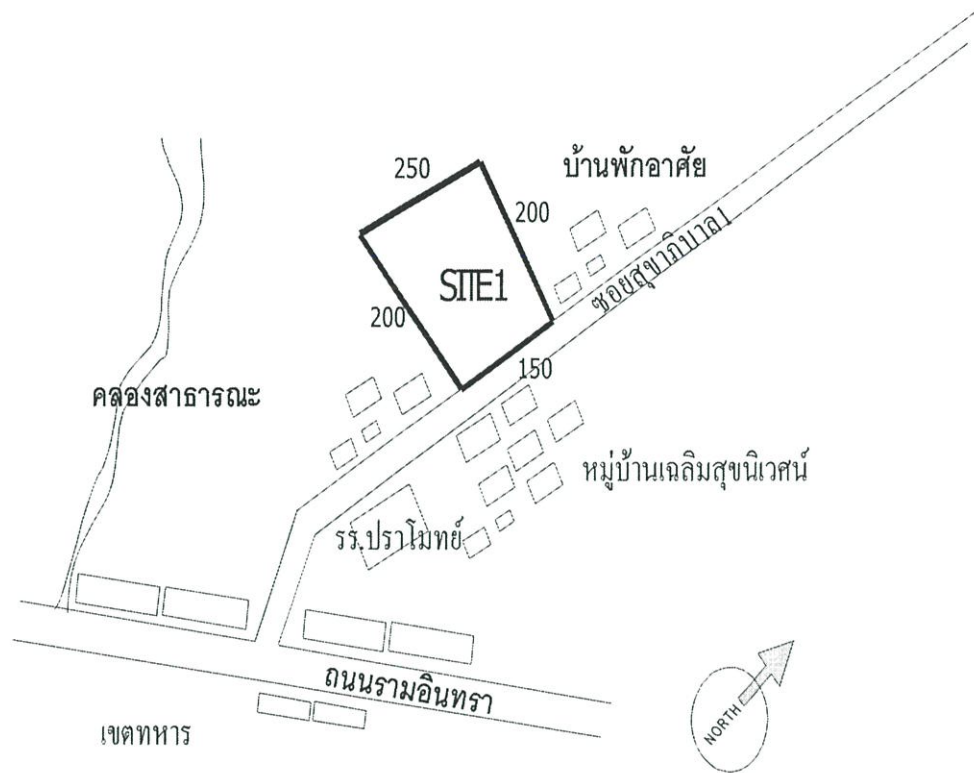 250
บ้านพักอาศัย
200
ซอยสุขาภิบาล1
SITE1
200
150
คลองสาธารณะ
หมู่บ้านเฉลิมสุขนิเวศน์
รร.ปราโมทย์
ถนนรามอินทรา
NORTH
เขตทหาร